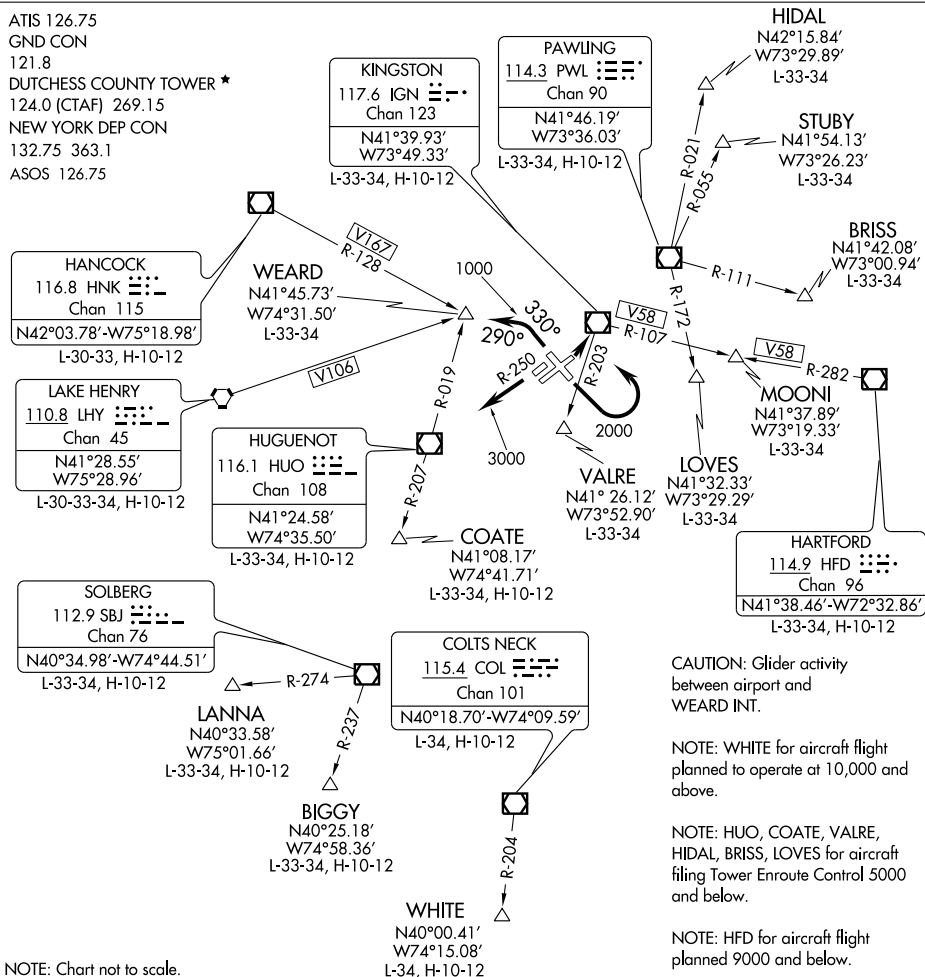 ATIS 126.75
GND CON
121.8
DUTCHESS COUNTY TOWER ★
124.0 (CTAF) 269.15
NEW YORK DEP CON
132.75 363.1
ASOS 126.75
KINGSTON
117.6 IGN
Chan 123
N41°39.93'
W73°49.33'
L-33-34, H-10-12
PAWLING
114.3 PWL
Chan 90
N41°46.19'
W73°36.03'
L-33-34, H-10-12
HIDAL
N42°15.84'
W73°29.89'
L-33-34
STUBY
N41°54.13'
W73°26.23'
L-33-34
R-021
R-055
BRISS
N41°42.08'
W73°00.94'
L-33-34
R-111
R-172
HANCOCK
116.8 HNK
Chan 115
N42°03.78'-W75°18.98'
L-30-33, H-10-12
V167
R-128
WEARD
N41°45.73'
W74°31.50'
L-33-34
1000
330°
290°
R-250
R-203
V58
R-107
V58
R-282
MOONI
N41°37.89'
W73°19.33'
L-33-34
LAKE HENRY
110.8 LHY
Chan 45
N41°28.55'
W75°28.96'
L-30-33-34, H-10-12
V106
R-019
HUGUENOT
116.1 HUO
Chan 108
N41°24.58'
W74°35.50'
L-33-34, H-10-12
R-207
3000
2000
VALRE
N41° 26.12'
W73°52.90'
L-33-34
LOVES
N41°32.33'
W73°29.29'
L-33-34
COATE
N41°08.17'
W74°41.71'
L-33-34, H-10-12
HARTFORD
114.9 HFD
Chan 96
N41°38.46'-W72°32.86'
L-33-34, H-10-12
SOLBERG
112.9 SBJ
Chan 76
N40°34.98'-W74°44.51'
L-33-34, H-10-12
R-274
LANNA
N40°33.58'
W75°01.66'
L-33-34, H-10-12
R-237
BIGGY
N40°25.18'
W74°58.36'
L-33-34, H-10-12
COLTS NECK
115.4 COL
Chan 101
N40°18.70'-W74°09.59'
L-34, H-10-12
R-204
WHITE
N40°00.41'
W74°15.08'
L-34, H-10-12
CAUTION: Glider activity
between airport and
WEARD INT.
NOTE: WHITE for aircraft flight
planned to operate at 10,000 and
above.
NOTE: HUO, COATE, VALRE,
HIDAL, BRISS, LOVES for aircraft
filing Tower Enroute Control 5000
and below.
NOTE: HFD for aircraft flight
planned 9000 and below.
NOTE: Chart not to scale.